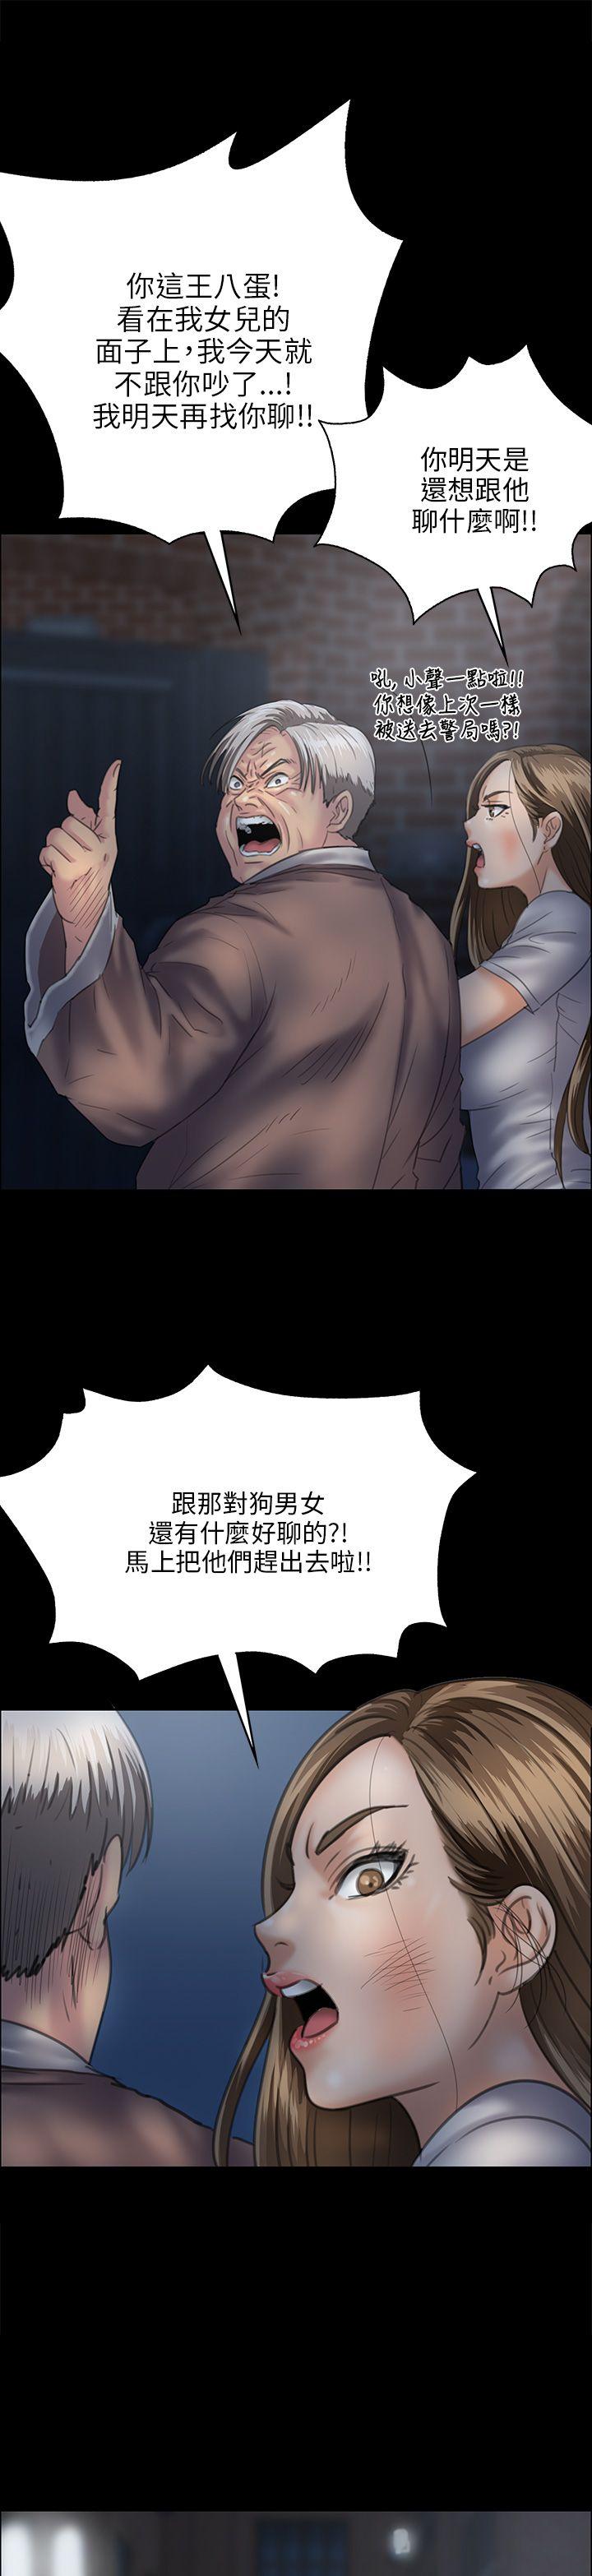 你這王八蛋!
看在我女兒的
面子上,我今天就
不跟你吵了...!
我明天再找你聊!!
你明天是
還想跟他
聊什麼啊!!
吼, 小聲一點啦!!
你想像上次一樣
被送去警局嗎?!
跟那對狗男女
還有什麼好聊的?!
馬上把他們趕出去啦!!